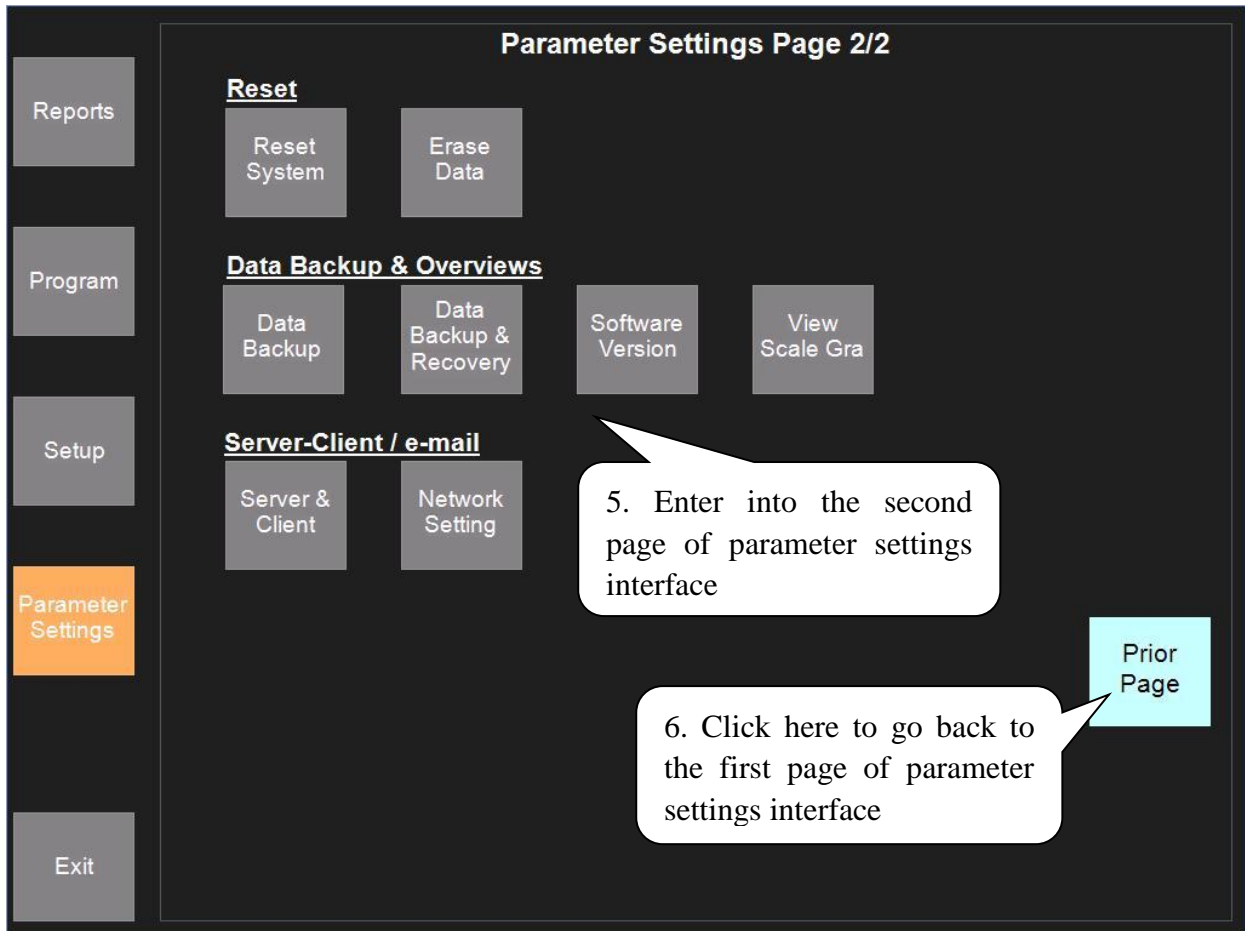 Parameter Settings Page 2/2
Reports
Program
Setup
Parameter
Settings
Exit
Reset
Reset
System
Erase
Data
Data Backup & Overviews
Data
Backup
Data
Backup &
Recovery
Software
Version
View
Scale Gra
Server-Client / e-mail
Server &
Client
Network
Setting
5. Enter into the second
page of parameter settings
interface
Prior
Page
6. Click here to go back to
the first page of parameter
settings interface